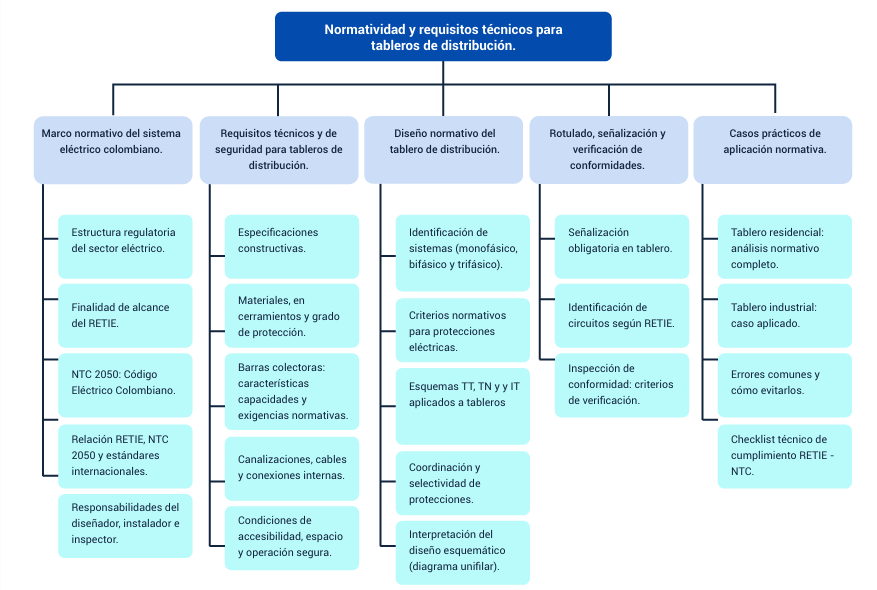 Normatividad y requisitos técnicos para
tableros de distribución.
Marco normativo del sistema
eléctrico colombiano.
Estructura regulatoria
del sector eléctrico.
Finalidad de alcance
del RETIE.
NTC 2050: Código
Eléctrico Colombiano.
Relación RETIE, NTC
2050 y estándares
internacionales.
Responsabilidades del
diseñador, instalador e
inspector.
Requisitos técnicos y de
seguridad para tableros de
distribución.
Especificaciones
constructivas.
Materiales, en
cerramientos y grado
de protección.
Barras colectoras:
características
capacidades y
exigencias normativas.
Canalizaciones, cables
y conexiones internas.
Condiciones de
accesibilidad, espacio
y operación segura.
Diseño normativo del
tablero de distribución.
Identificación de
sistemas (monofásico,
bifásico y trifásico).
Criterios normativos
para protecciones
eléctricas.
Esquemas TT, TN y y IT
aplicados a tableros
Coordinación y
selectividad de
protecciones.
Interpretación del
diseño esquemático
(diagrama unifilar).
Rotulado, señalización y
verificación de
conformidades.
Señalización
obligatoria en tablero.
Identificación de
circuitos según RETIE.
Inspección de
conformidad: criterios
de verificación.
Casos prácticos de
aplicación normativa.
Tablero residencial:
análisis normativo
completo.
Tablero industrial:
caso aplicado.
Errores comunes y
cómo evitarlos.
Checklist técnico de
cumplimiento RETIE -
NTC.